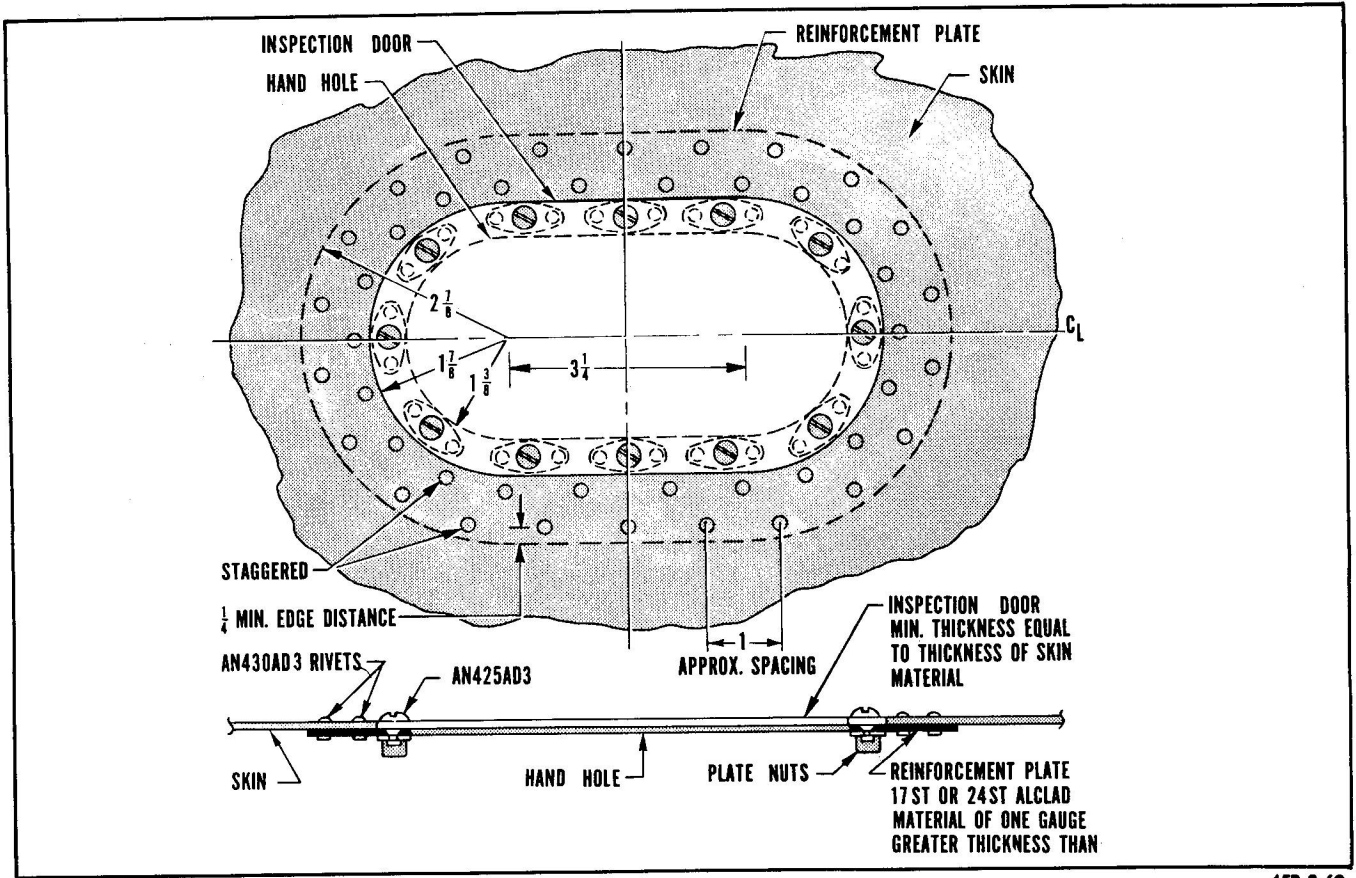 INSPECTION DOOR
HAND HOLE
REINFORCEMENT PLATE
SKIN
2 7/8
1 7/8
1 3/8
3 1/4
CL
STAGGERED
1/4 MIN. EDGE DISTANCE
1
APPROX. SPACING
INSPECTION DOOR
MIN. THICKNESS EQUAL
TO THICKNESS OF SKIN
MATERIAL
AN430AD3 RIVETS
AN425AD3
SKIN
HAND HOLE
PLATE NUTS
REINFORCEMENT PLATE
17ST OR 24ST ALCLAD
MATERIAL OF ONE GAUGE
GREATER THICKNESS THAN